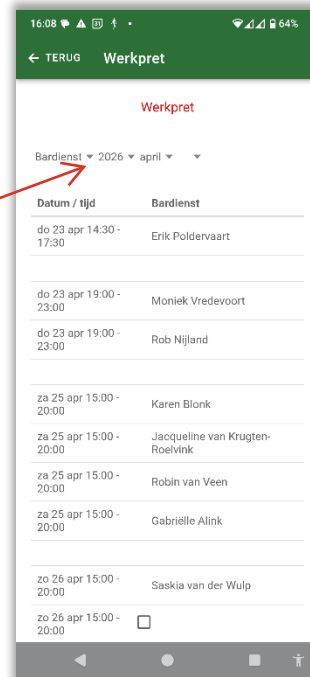 16:08 31 64%
← TERUG Werkpret
Werkpret
Bardienst 2026 april
Datum / tijd Bardienst
do 23 apr 14:30 -
17:30 Erik Poldervaart
do 23 apr 19:00 -
23:00 Moniek Vredevoort
do 23 apr 19:00 -
23:00 Rob Nijland
za 25 apr 15:00 -
20:00 Karen Blonk
za 25 apr 15:00 -
20:00 Jacqueline van Krugten-
Roelvink
za 25 apr 15:00 -
20:00 Robin van Veen
za 25 apr 15:00 -
20:00 Gabriëlle Alink
zo 26 apr 15:00 -
20:00 Saskia van der Wulp
zo 26 apr 15:00 -
20:00